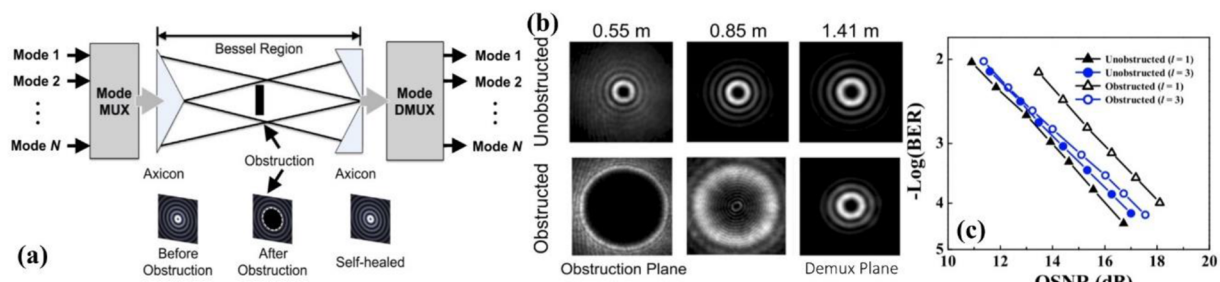 Bessel Region
Mode 1
Mode 2
Mode N
Mode
MUX
Mode
DMUX
Mode 1
Mode 2
Mode N
Axicon
Obstruction
Axicon
Before
Obstruction
After
Obstruction
Self-healed
(a)
(b)
0.55 m
0.85 m
1.41 m
Unobstructed
Obstructed
Obstruction Plane
Demux Plane
-Log(BER)
2
3
4
5
Unobstructed (l = 1)
Unobstructed (l = 3)
Obstructed (l = 1)
Obstructed (l = 3)
(c)
10
12
14
16
18
20
OSNR (dB)